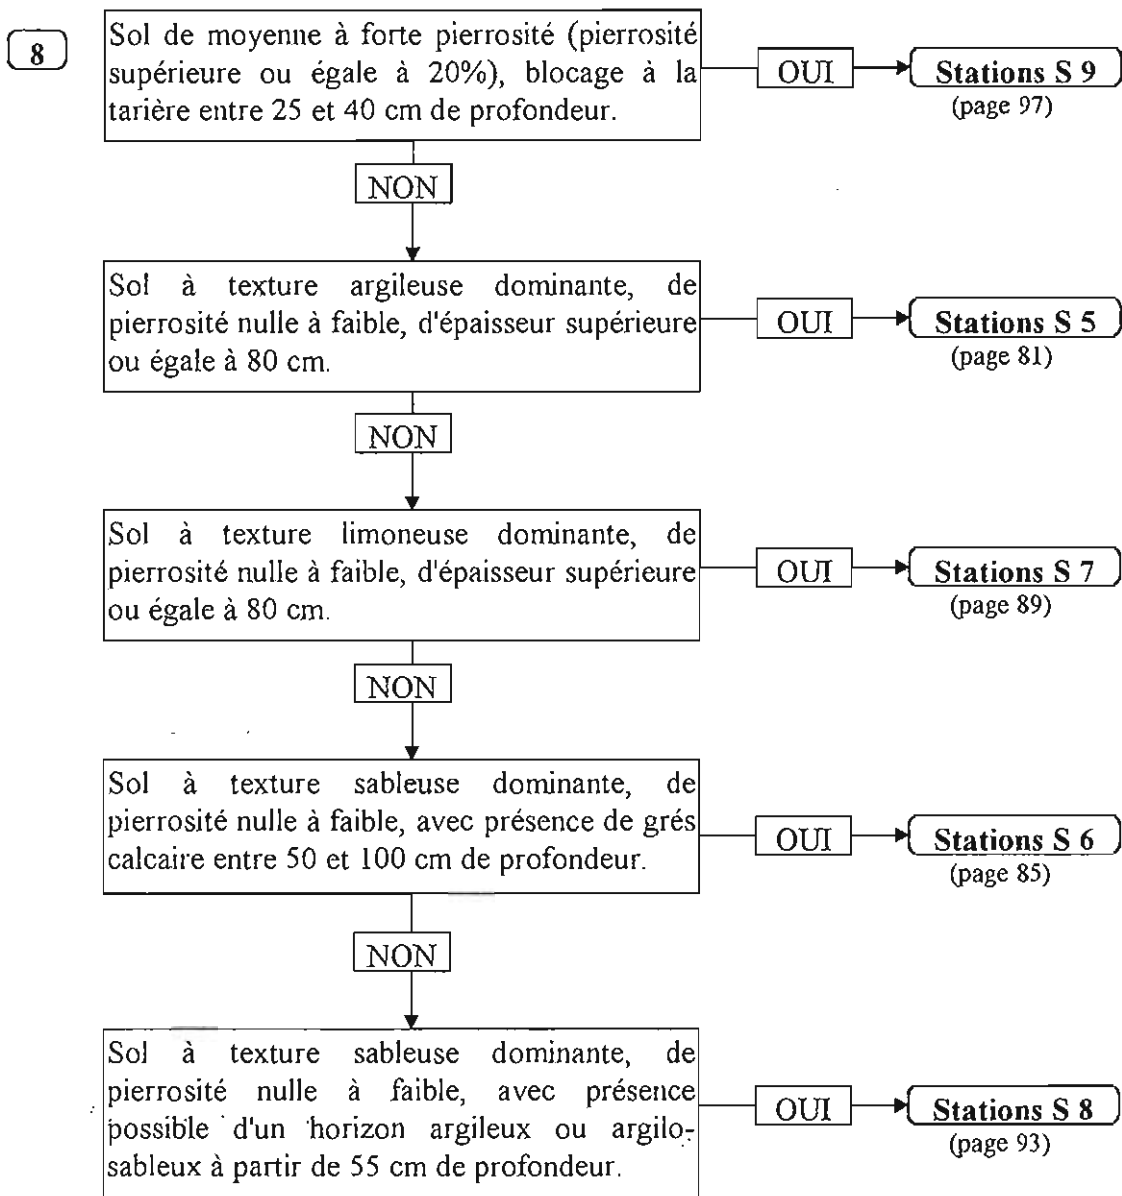 8
Sol de moyenne à forte pierrosité (pierrosité
supérieure ou égale à 20%), blocage à la
tarière entre 25 et 40 cm de profondeur.
OUI
Stations S 9
(page 97)
NON
Sol à texture argileuse dominante, de
pierrosité nulle à faible, d'épaisseur supérieure
ou égale à 80 cm.
OUI
Stations S 5
(page 81)
NON
Sol à texture limoneuse dominante, de
pierrosité nulle à faible, d'épaisseur supérieure
ou égale à 80 cm.
OUI
Stations S 7
(page 89)
NON
Sol à texture sableuse dominante, de
pierrosité nulle à faible, avec présence de grés
calcaire entre 50 et 100 cm de profondeur.
OUI
Stations S 6
(page 85)
NON
Sol à texture sableuse dominante, de
pierrosité nulle à faible, avec présence
possible d'un horizon argileux ou argilo-
sableux à partir de 55 cm de profondeur.
OUI
Stations S 8
(page 93)